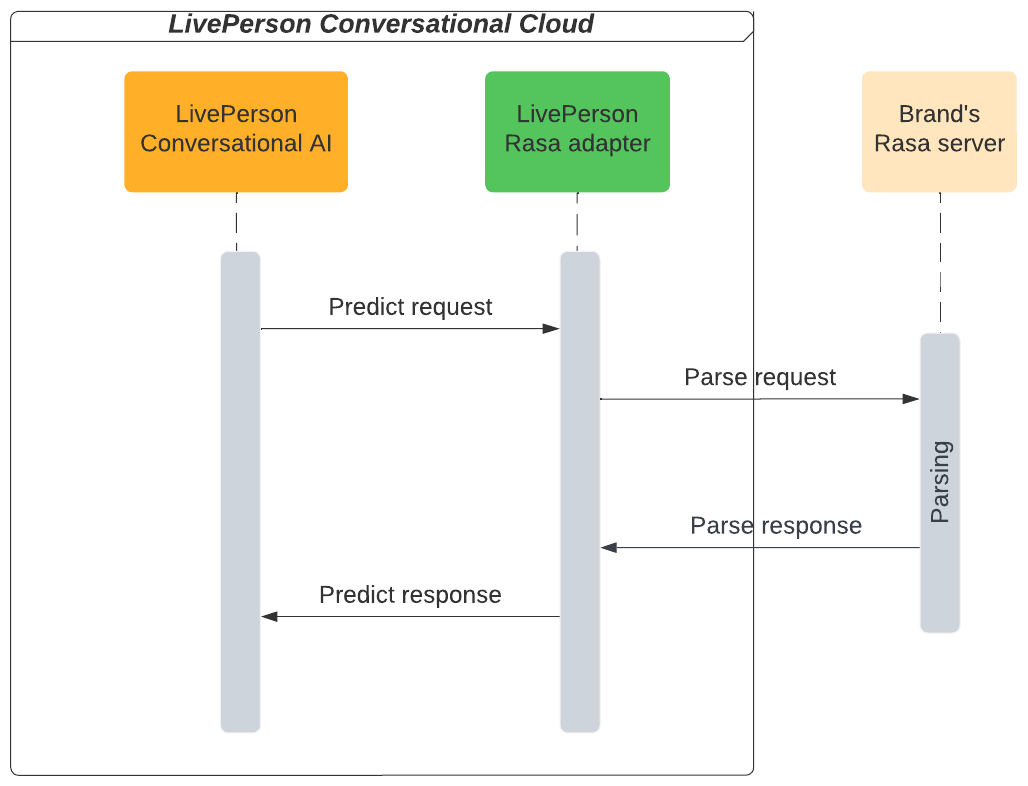 LivePerson Conversational Cloud
LivePerson
Conversational AI
LivePerson
Rasa adapter
Brand's
Rasa server
Predict request
Parse request
Parsing
Parse response
Predict response